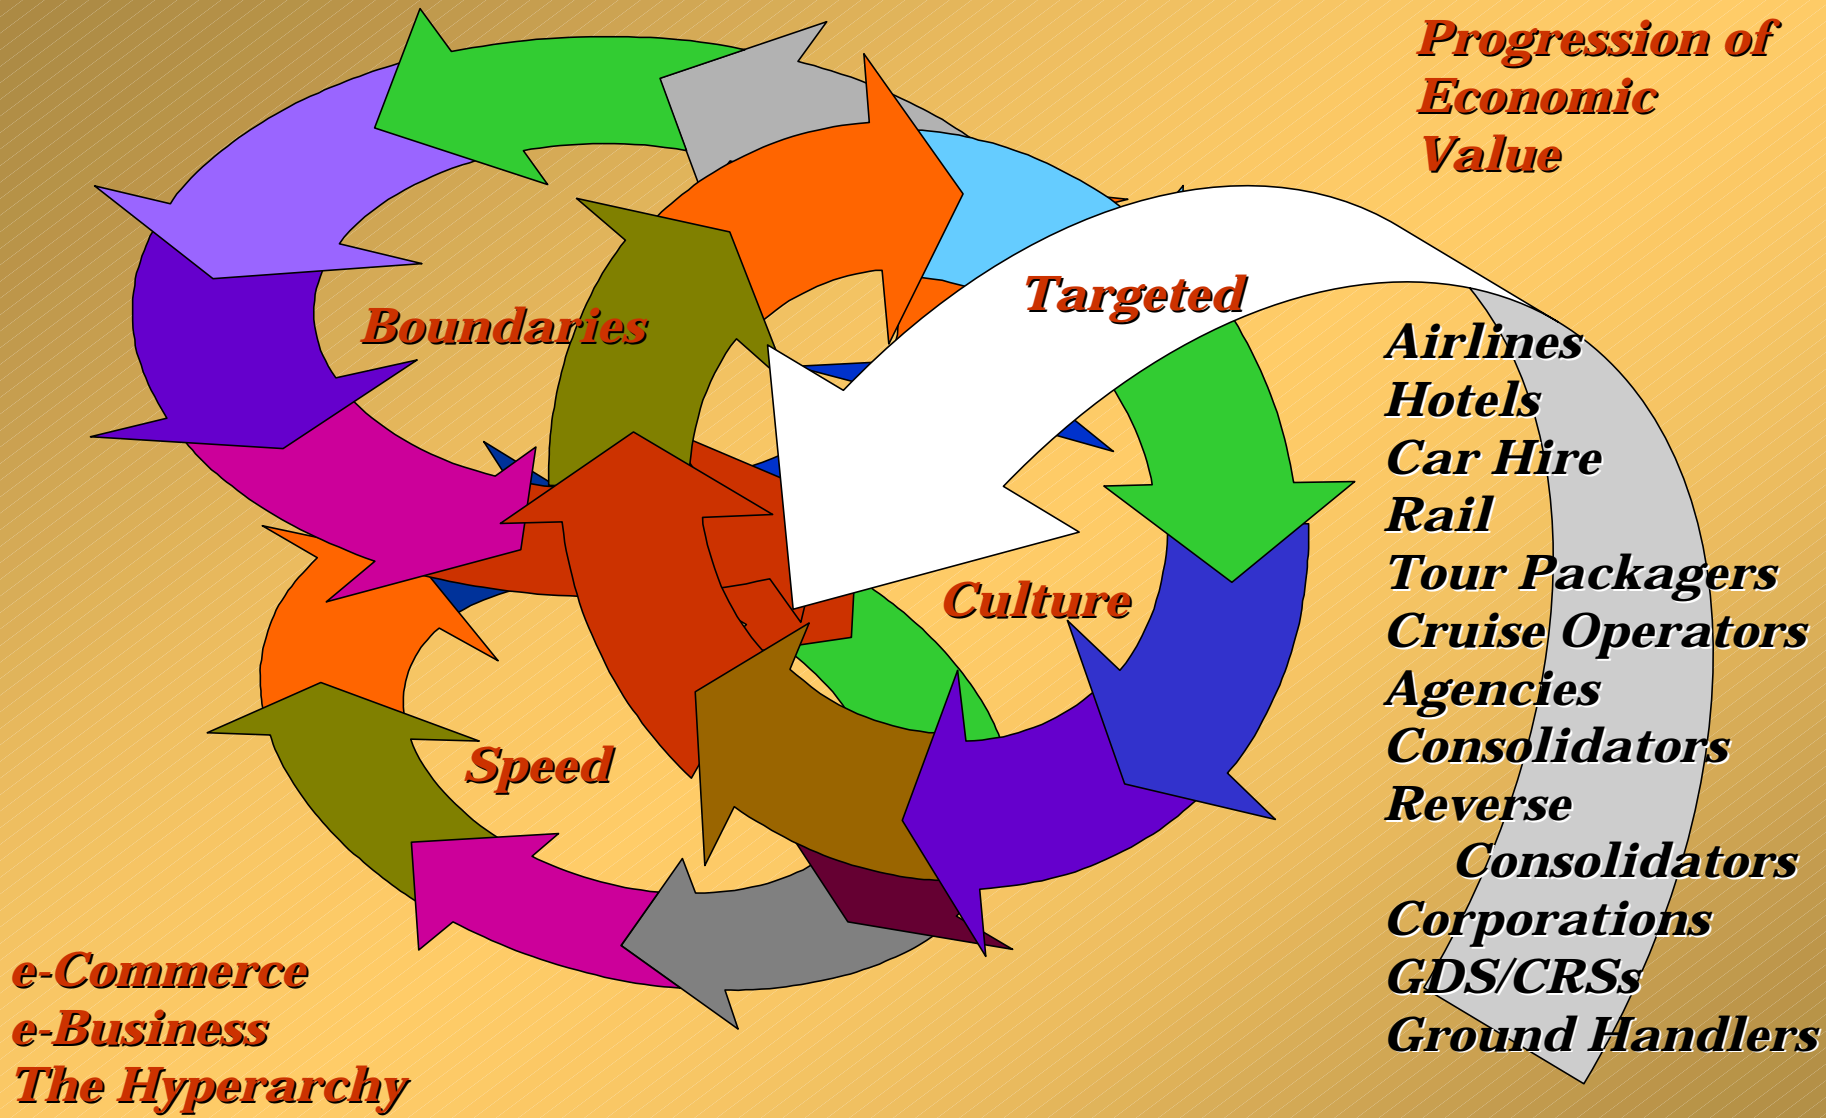 Progression of
Economic
Value
Targeted
Boundaries
Airlines
Hotels
Car Hire
Rail
Tour Packagers
Culture
Cruise Operators
Agencies
Speed
Consolidators
Reverse
Consolidators
Corporations
e-Commerce
GDS/CRSs
e-Business
Ground Handlers
The Hyperarchy